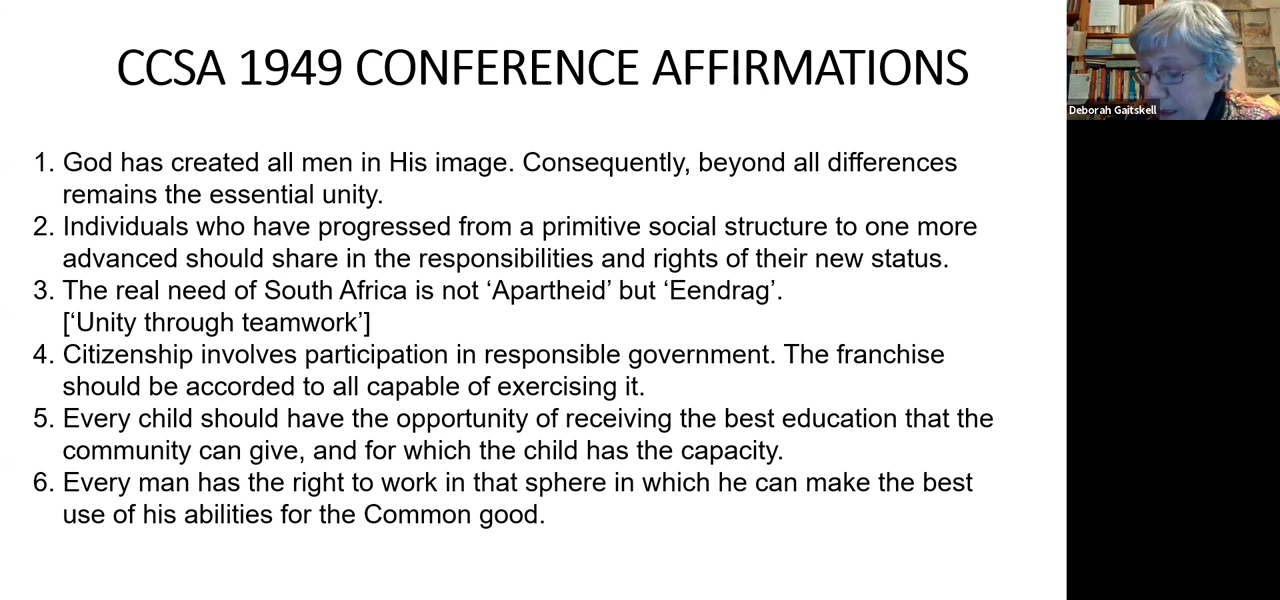 CCSA 1949 CONFERENCE AFFIRMATIONS
Deborah Gaitskell
1. God has created all men in His image. Consequently, beyond all differences
remains the essential unity.
2. Individuals who have progressed from a primitive social structure to one more
advanced should share in the responsibilities and rights of their new status.
3. The real need of South Africa is not ‘Apartheid’ but ‘Eendrag’.
[‘Unity through teamwork’]
4. Citizenship involves participation in responsible government. The franchise
should be accorded to all capable of exercising it.
5. Every child should have the opportunity of receiving the best education that the
community can give, and for which the child has the capacity.
6. Every man has the right to work in that sphere in which he can make the best
use of his abilities for the Common good.